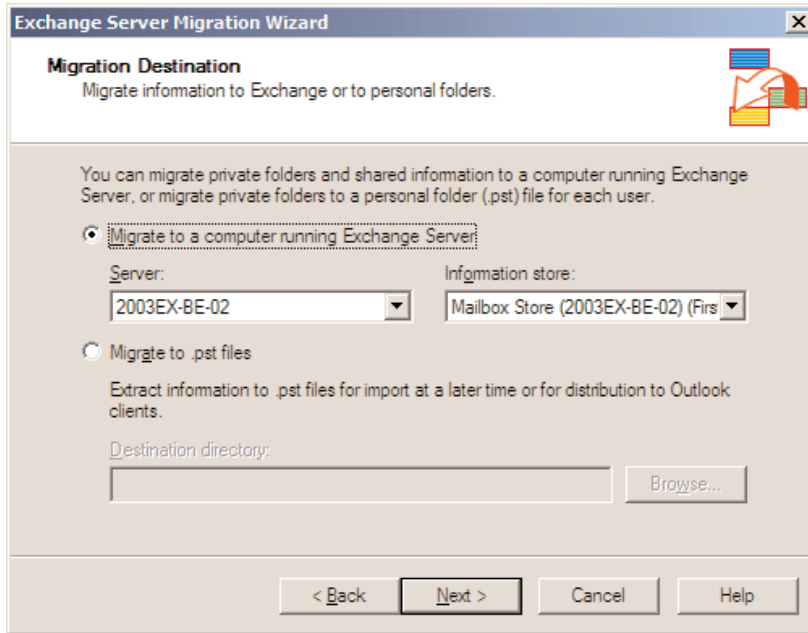 Exchange Server Migration Wizard
Migration Destination
Migrate information to Exchange or to personal folders.
You can migrate private folders and shared information to a computer running Exchange
Server, or migrate private folders to a personal folder (.pst) file for each user.
Migrate to a computer running Exchange Server
Server:
Information store:
2003EX-BE-02
Mailbox Store (2003EX-BE-02) (Firs
Migrate to .pst files
Extract information to .pst files for import at a later time or for distribution to Outlook
clients.
Destination directory:
Browse...
< Back
Next >
Cancel
Help